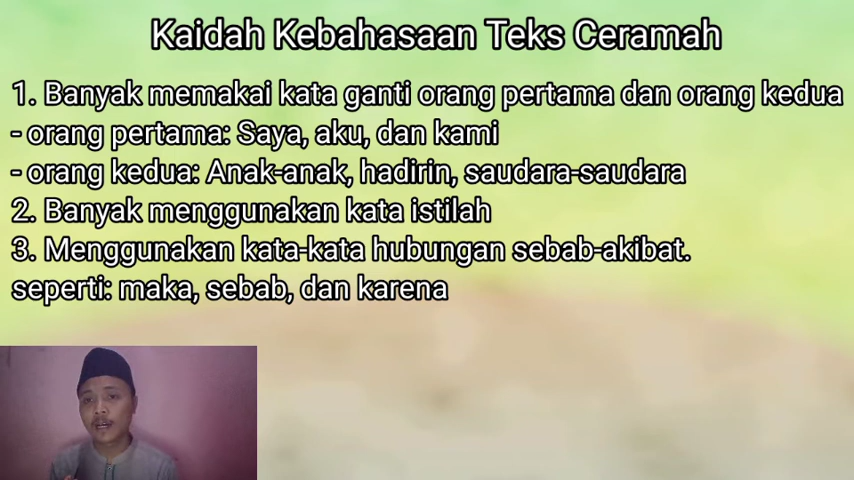 Kaidah Kebahasaan Teks Ceramah
1. Banyak memakai kata ganti orang pertama dan orang kedua
- orang pertama: Saya, aku, dan kami
- orang kedua: Anak-anak, hadirin, saudara-saudara
2. Banyak menggunakan kata istilah
3. Menggunakan kata-kata hubungan sebab-akibat.
seperti: maka, sebab, dan karena